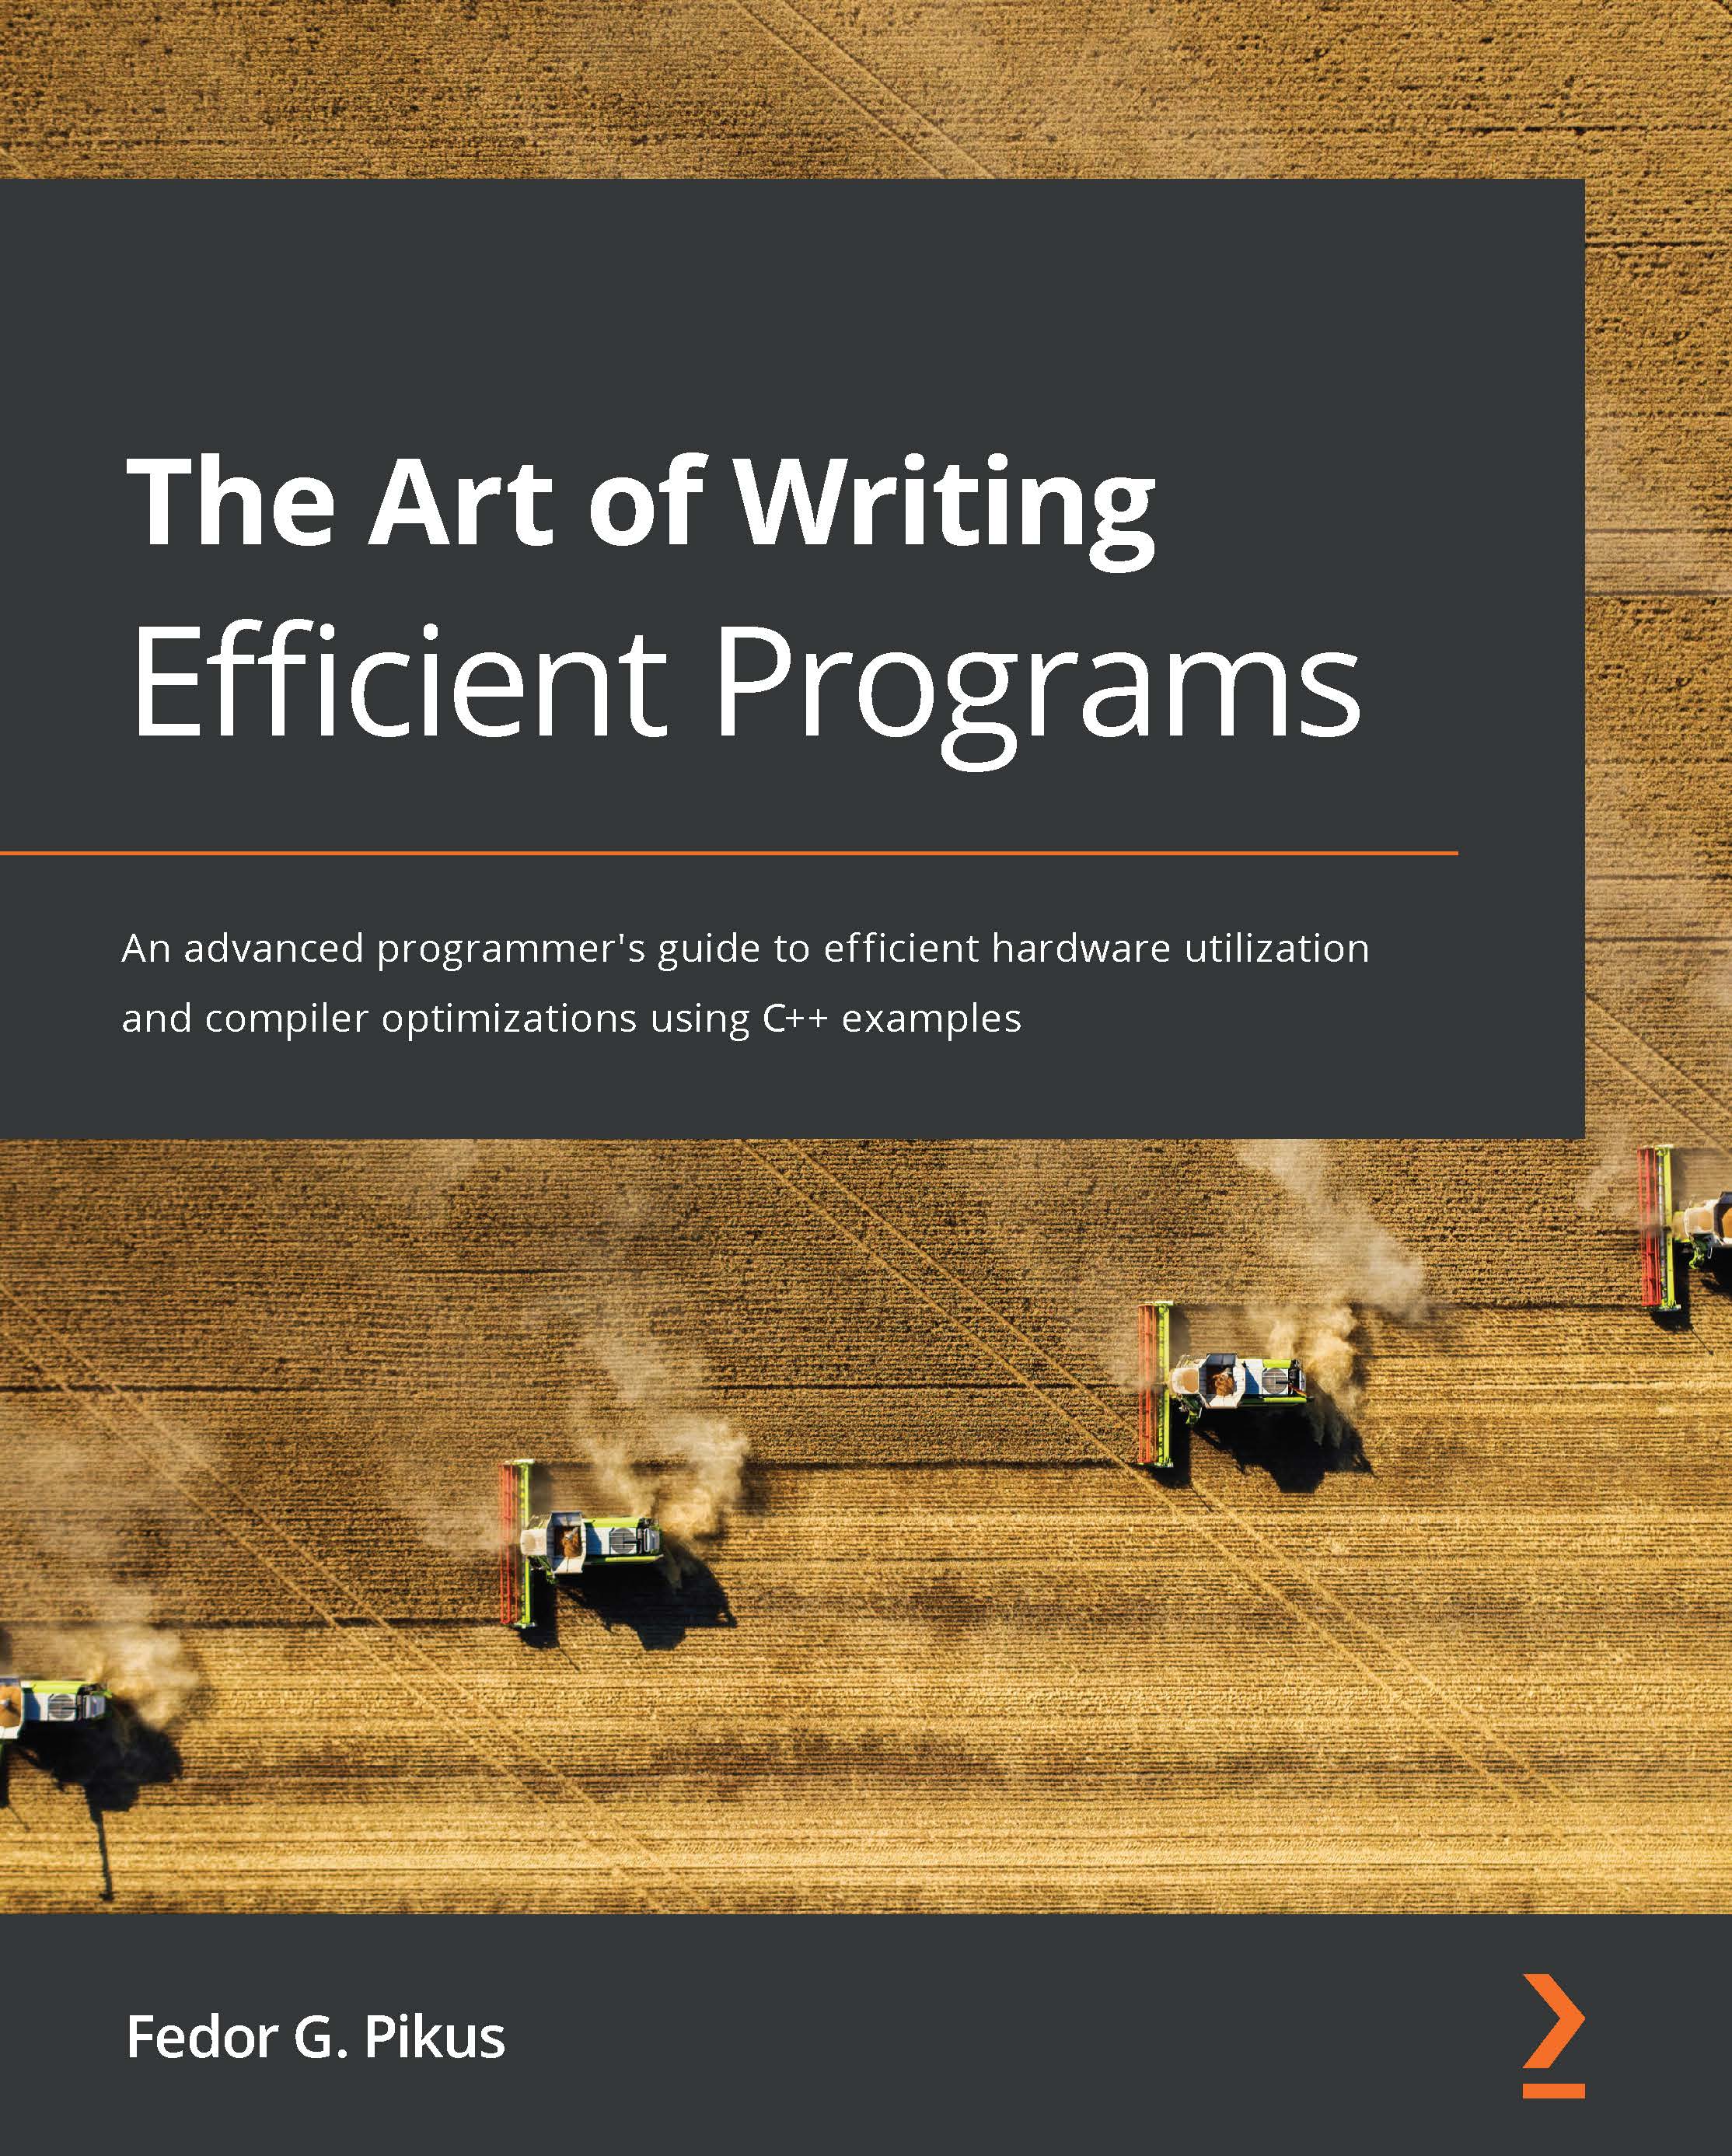 The Art of Writing
Efficient Programs
An advanced programmer's guide to efficient hardware utilization
and compiler optimizations using C++ examples
Fedor G. Pikus